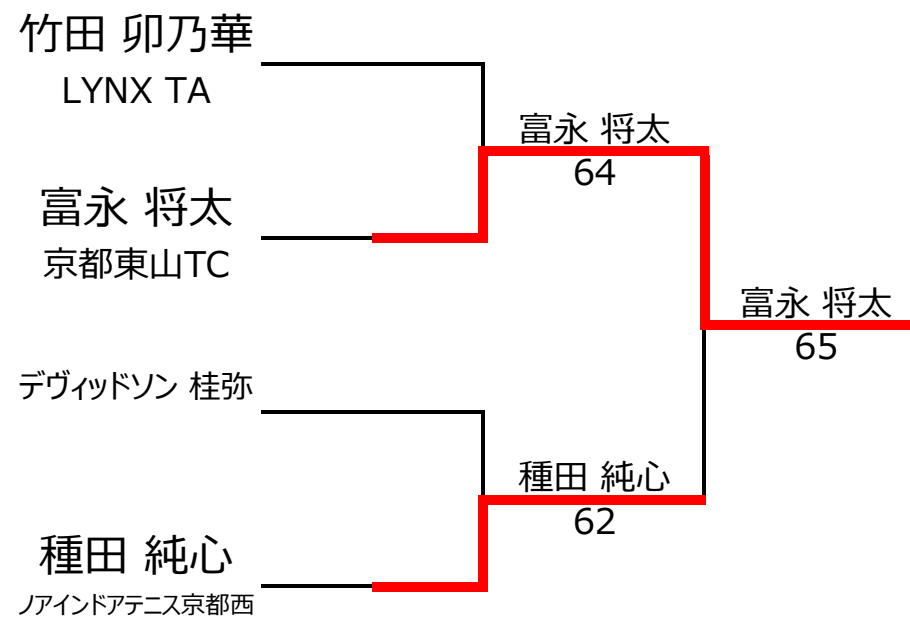 竹田 卯乃華
LYNX TA
富永 将太
64
富永 将太
京都東山TC
富永 将太
65
デヴィッドソン 桂弥
種田 純心
62
種田 純心
ノアインドアテニス京都西